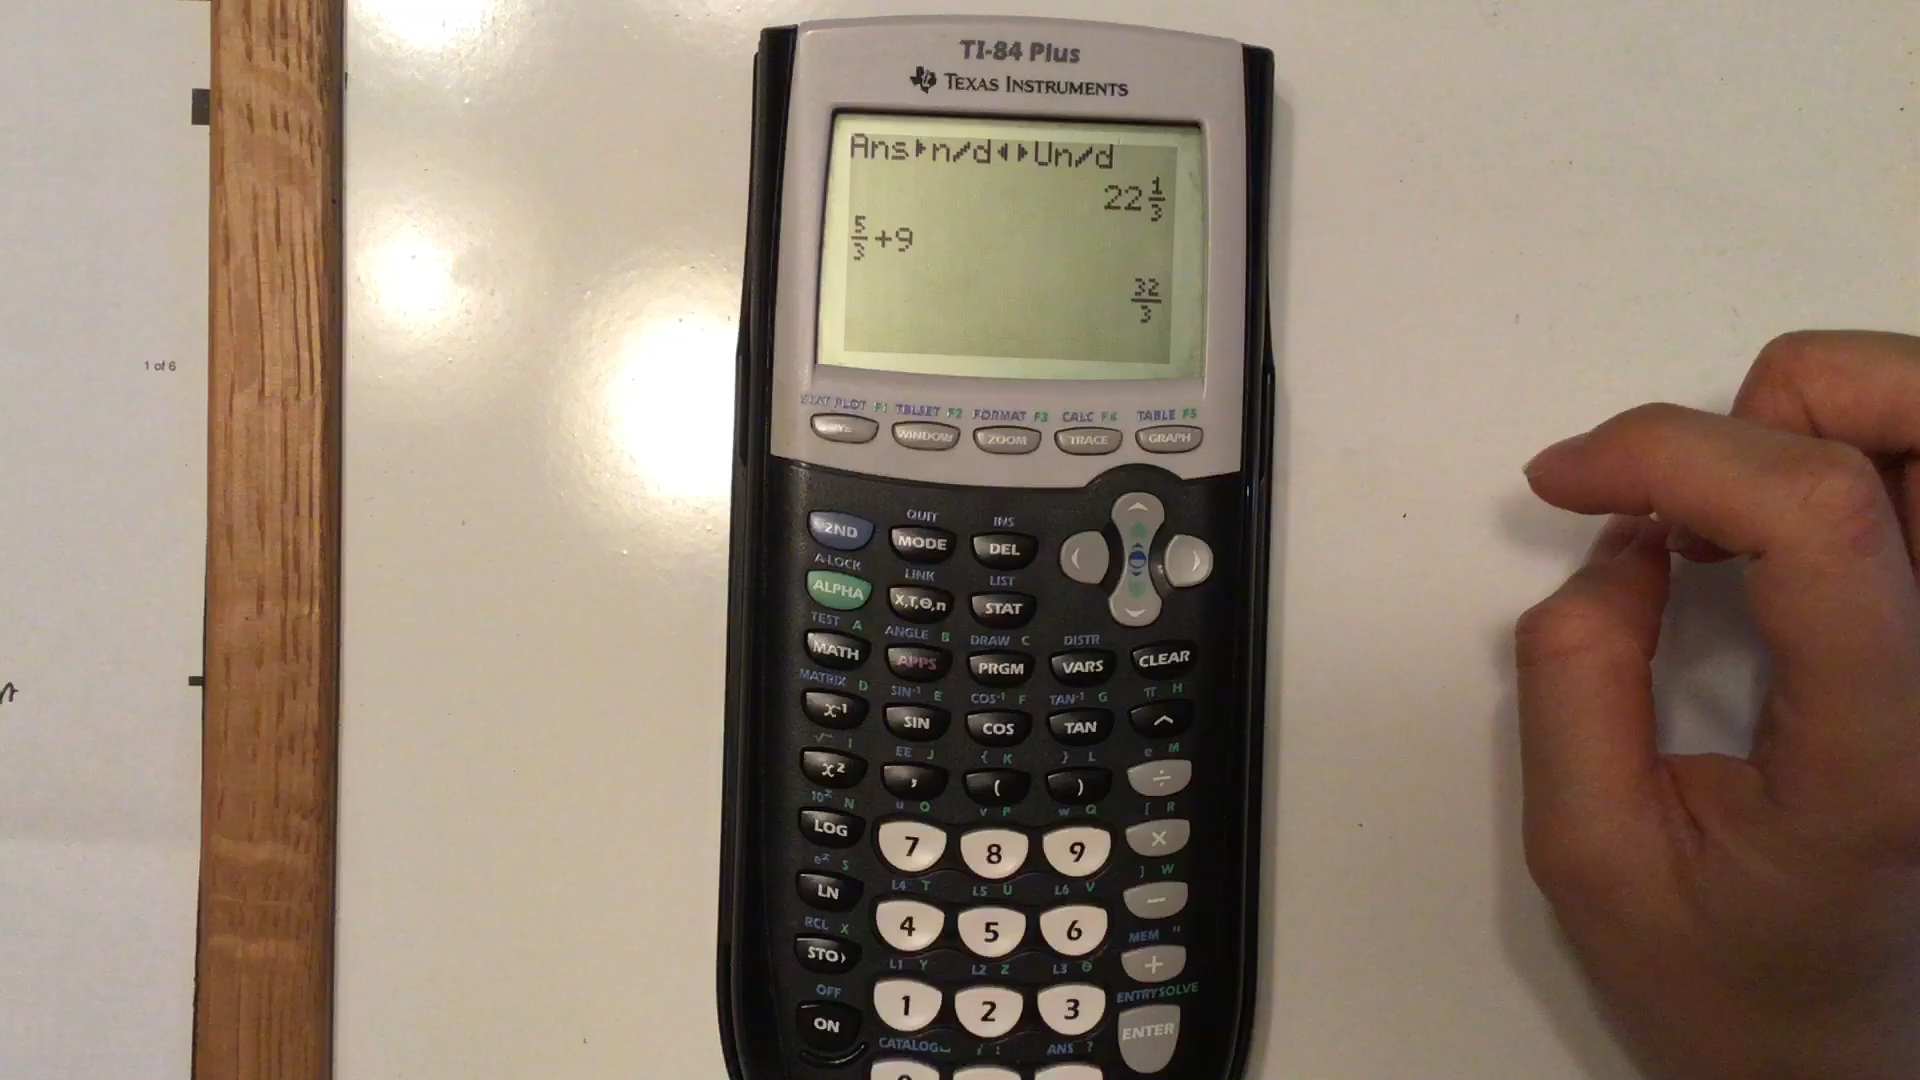 1 of 6
TI-84 Plus
TEXAS INSTRUMENTS
Ans▸n/d◂▸Un/d
22 1/3
5/3+9
32/3
STAT PLOT F1 TBLSET F2 FORMAT F3 CALC F4 TABLE F5
Y= WINDOW ZOOM TRACE GRAPH
QUIT INS
2ND MODE DEL
A-LOCK LINK LIST
ALPHA X,T,Θ,n STAT
TEST A ANGLE B DRAW C DISTR
MATH APPS PRGM VARS CLEAR
MATRIX D SIN⁻¹ E COS⁻¹ F TAN⁻¹ G π H
x⁻¹ SIN COS TAN ^
√ I EE J { K } L e M
x² , ( ) ÷
10ˣ N u O v P w Q [ R
LOG 7 8 9 ×
eˣ S L4 T L5 U L6 V ] W
LN 4 5 6 −
RCL X L1 Y L2 Z L3 θ MEM "
STO› 1 2 3 +
OFF ENTRY SOLVE
ON ENTER
CATALOG i : ANS ?